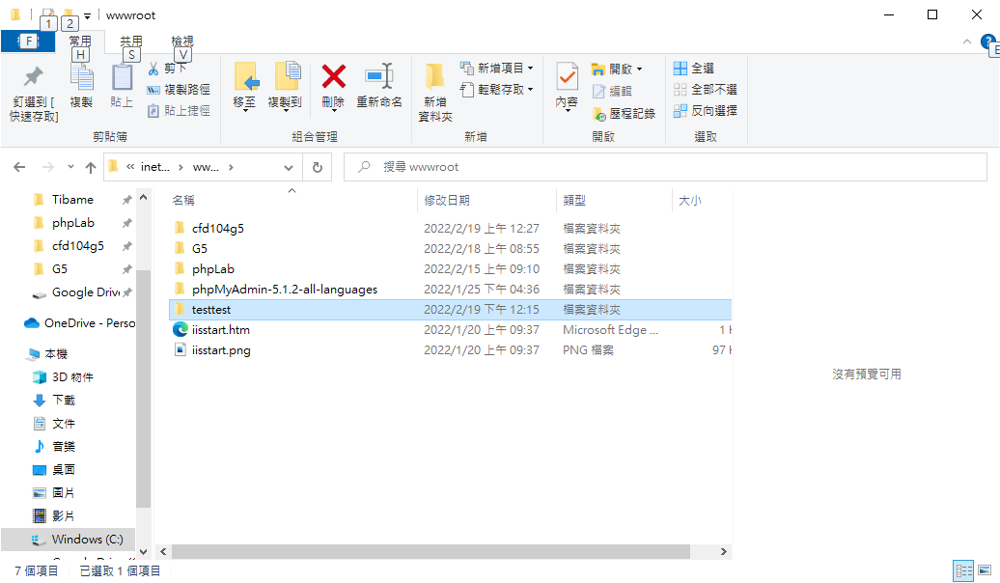 1 2 wwwroot
F 常用 共用 檢視
H S V E
釘選到 [
快速存取]
複製
貼上
剪下
複製路徑
貼上捷徑
剪貼簿
移至
複製到
刪除
重新命名
組合管理
新增
資料夾
新增項目
輕鬆存取
新增
內容
開啟
編輯
歷程記錄
開啟
全選
全部不選
反向選擇
選取
« inet... › ww... ›
搜尋 wwwroot
Tibame
phpLab
cfd104g5
G5
Google Driv
OneDrive - Perso
本機
3D 物件
下載
文件
音樂
桌面
圖片
影片
Windows (C:)
名稱 修改日期 類型 大小
cfd104g5 2022/2/19 上午 12:27 檔案資料夾
G5 2022/2/18 上午 08:55 檔案資料夾
phpLab 2022/2/15 上午 09:10 檔案資料夾
phpMyAdmin-5.1.2-all-languages 2022/1/25 下午 04:36 檔案資料夾
testtest 2022/2/19 下午 12:15 檔案資料夾
iisstart.htm 2022/1/20 上午 09:37 Microsoft Edge ... 1
iisstart.png 2022/1/20 上午 09:37 PNG 檔案 97
沒有預覽可用
7 個項目 已選取 1 個項目